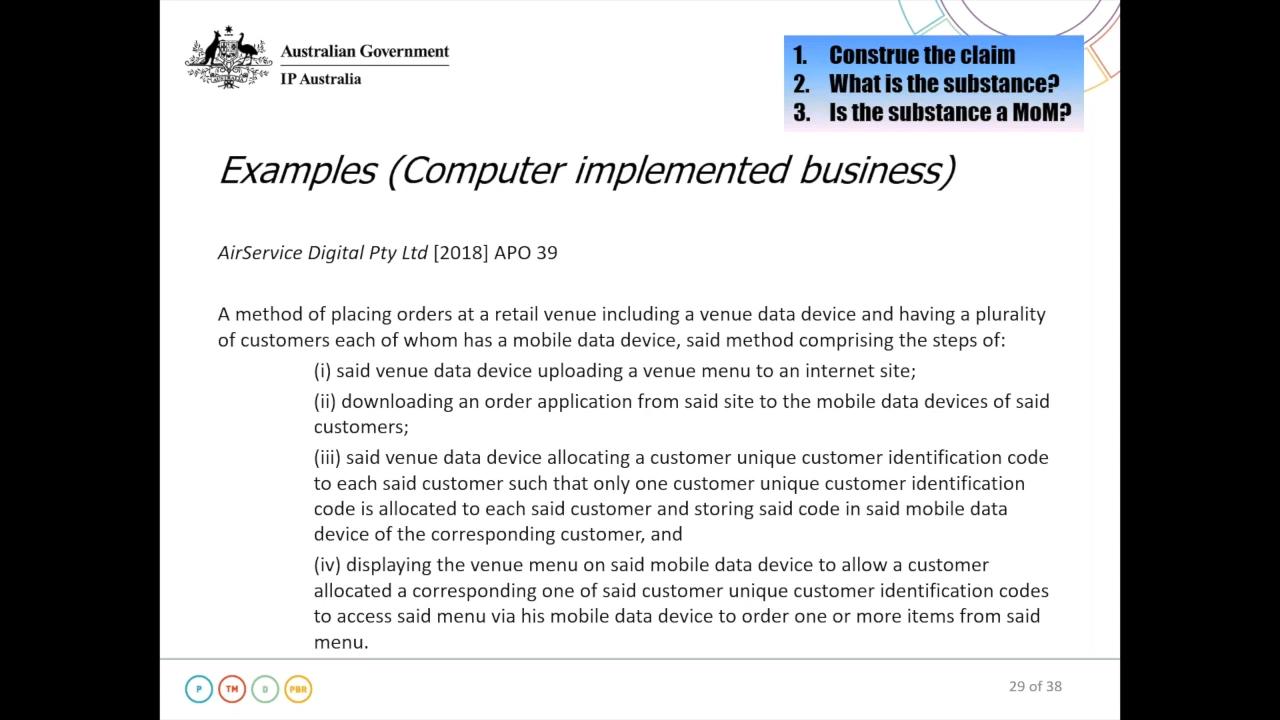 Australian Government
IP Australia
1. Construe the claim
2. What is the substance?
3. Is the substance a MoM?
Examples (Computer implemented business)
AirService Digital Pty Ltd [2018] APO 39
A method of placing orders at a retail venue including a venue data device and having a plurality
of customers each of whom has a mobile data device, said method comprising the steps of:
(i) said venue data device uploading a venue menu to an internet site;
(ii) downloading an order application from said site to the mobile data devices of said
customers;
(iii) said venue data device allocating a customer unique customer identification code
to each said customer such that only one customer unique customer identification
code is allocated to each said customer and storing said code in said mobile data
device of the corresponding customer, and
(iv) displaying the venue menu on said mobile data device to allow a customer
allocated a corresponding one of said customer unique customer identification codes
to access said menu via his mobile data device to order one or more items from said
menu.
P TM D PBR
29 of 38